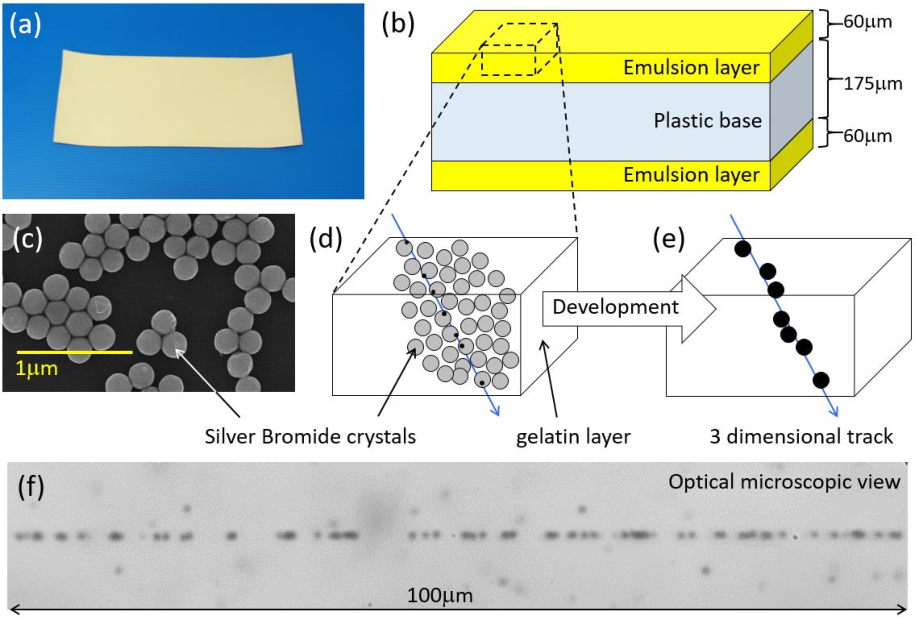 (a)
(b)
60μm
Emulsion layer
175μm
Plastic base
60μm
Emulsion layer
(c)
(d)
(e)
Development
1μm
Silver Bromide crystals
gelatin layer
3 dimensional track
(f)
Optical microscopic view
100μm